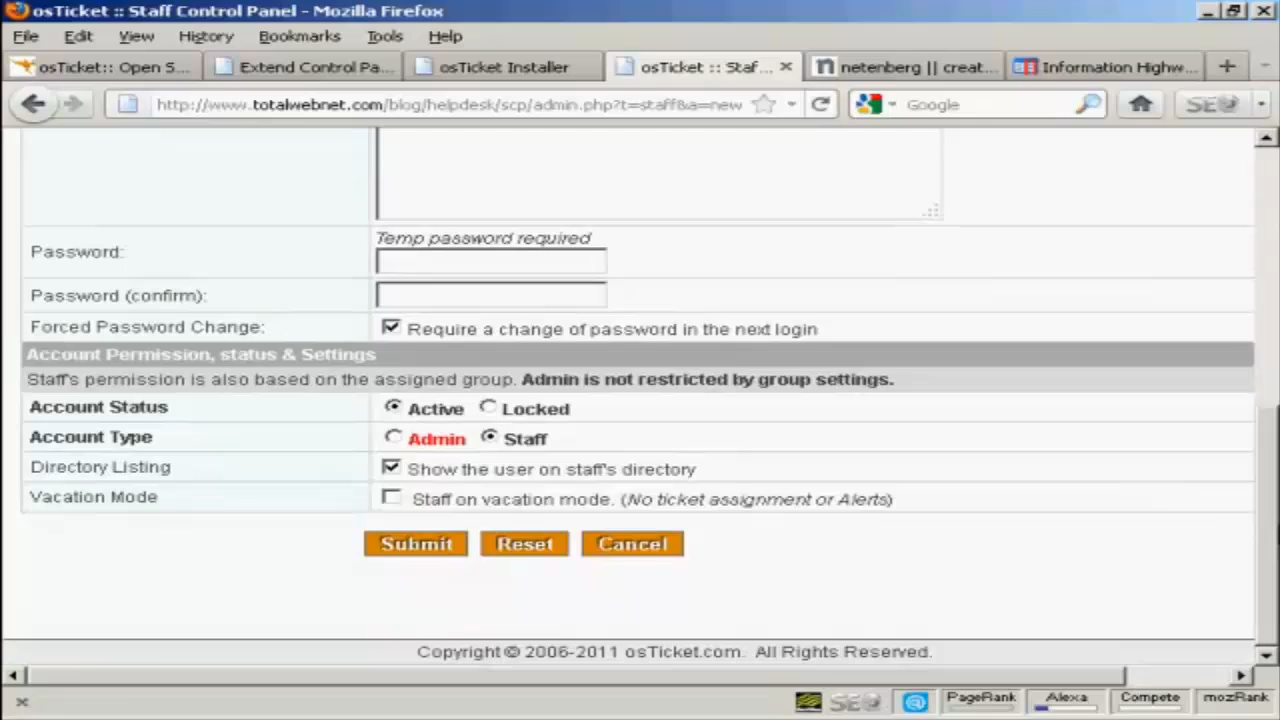 osTicket :: Staff Control Panel - Mozilla Firefox
File Edit View History Bookmarks Tools Help
osTicket:: Open S... Extend Control Pa... osTicket Installer osTicket :: Staf... netenberg || creat... Information Highw...
http://www.totalwebnet.com/blog/helpdesk/scp/admin.php?t=staff&a=new Google SEO
Password: Temp password required
Password (confirm):
Forced Password Change: Require a change of password in the next login
Account Permission, status & Settings
Staff's permission is also based on the assigned group. Admin is not restricted by group settings.
Account Status Active Locked
Account Type Admin Staff
Directory Listing Show the user on staff's directory
Vacation Mode Staff on vacation mode. (No ticket assignment or Alerts)
Submit Reset Cancel
Copyright © 2006-2011 osTicket.com. All Rights Reserved.
SEO PageRank Alexa Compete mozRank